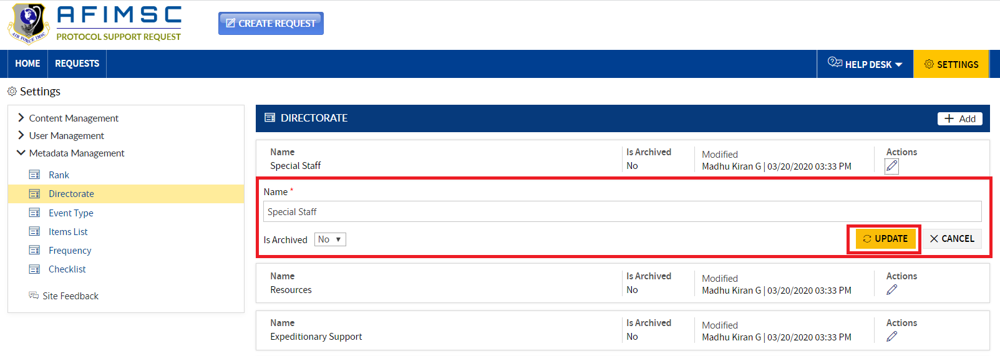 AFIMSC
PROTOCOL SUPPORT REQUEST
AIR FORCE IMSC
CREATE REQUEST
HOME
REQUESTS
HELP DESK
SETTINGS
Settings
Content Management
User Management
Metadata Management
Rank
Directorate
Event Type
Items List
Frequency
Checklist
Site Feedback
DIRECTORATE
Add
Name
Special Staff
Is Archived
No
Modified
Madhu Kiran G | 03/20/2020 03:33 PM
Actions
Name *
Special Staff
Is Archived No
UPDATE
CANCEL
Name
Resources
Is Archived
No
Modified
Madhu Kiran G | 03/20/2020 03:33 PM
Actions
Name
Expeditionary Support
Is Archived
No
Modified
Madhu Kiran G | 03/20/2020 03:33 PM
Actions